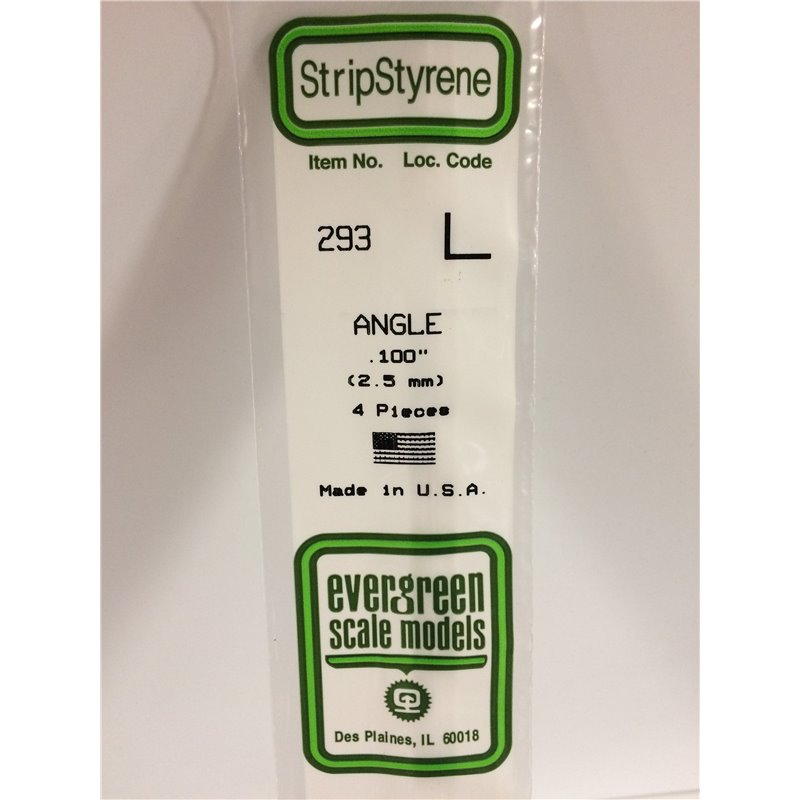 StripStyrene
Item No. Loc. Code
293 L
ANGLE
.100"
(2.5 mm)
4 Pieces
Made in U.S.A.
evergreen
scale models
Des Plaines, IL 60018